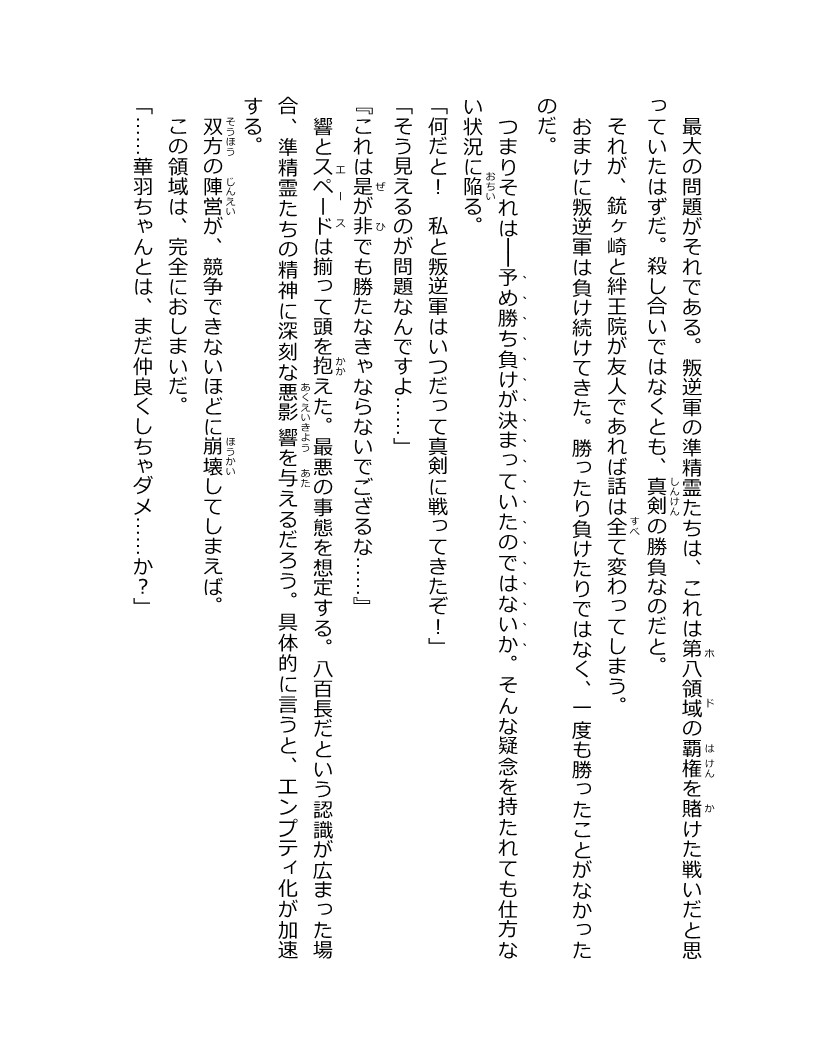 最大の問題がそれである。叛逆軍の準精霊たちは、これは第八領域の覇権を賭けた戦いだと思
っていたはずだ。殺し合いではなくとも、真剣の勝負なのだと。
それが、銃ヶ崎と絆王院が友人であれば話は全て変わってしまう。
おまけに叛逆軍は負け続けてきた。勝ったり負けたりではなく、一度も勝ったことがなかった
のだ。
つまりそれは――予め勝ち負けが決まっていたのではないか。そんな疑念を持たれても仕方な
い状況に陥る。
「何だと！　私と叛逆軍はいつだって真剣に戦ってきたぞ！」
「そう見えるのが問題なんですよ……」
『これは是が非でも勝たなきゃならないでござるな……』
響とスペードは揃って頭を抱えた。最悪の事態を想定する。八百長だという認識が広まった場
合、準精霊たちの精神に深刻な悪影響を与えるだろう。具体的に言うと、エンプティ化が加速
する。
双方の陣営が、競争できないほどに崩壊してしまえば。
この領域は、完全におしまいだ。
「……華羽ちゃんとは、まだ仲良くしちゃダメ……か？」